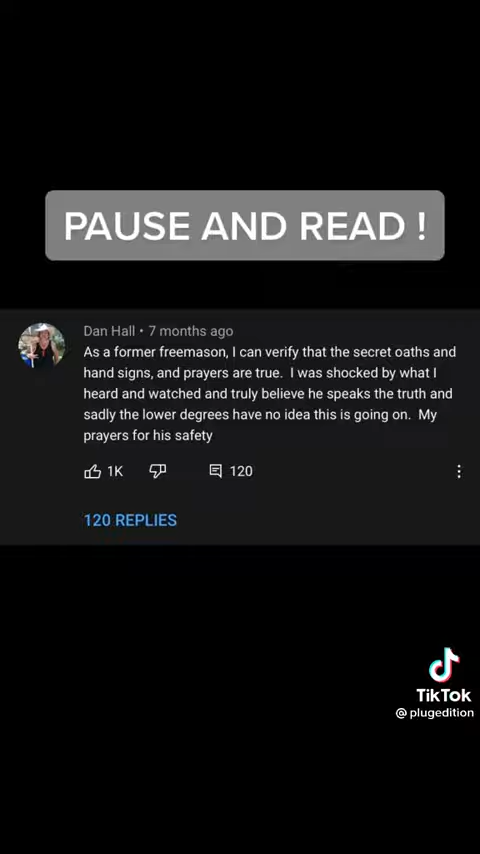 PAUSE AND READ !
Dan Hall • 7 months ago
As a former freemason, I can verify that the secret oaths and
hand signs, and prayers are true.  I was shocked by what I
heard and watched and truly believe he speaks the truth and
sadly the lower degrees have no idea this is going on.  My
prayers for his safety
1K 120
120 REPLIES
TikTok
@ plugedition